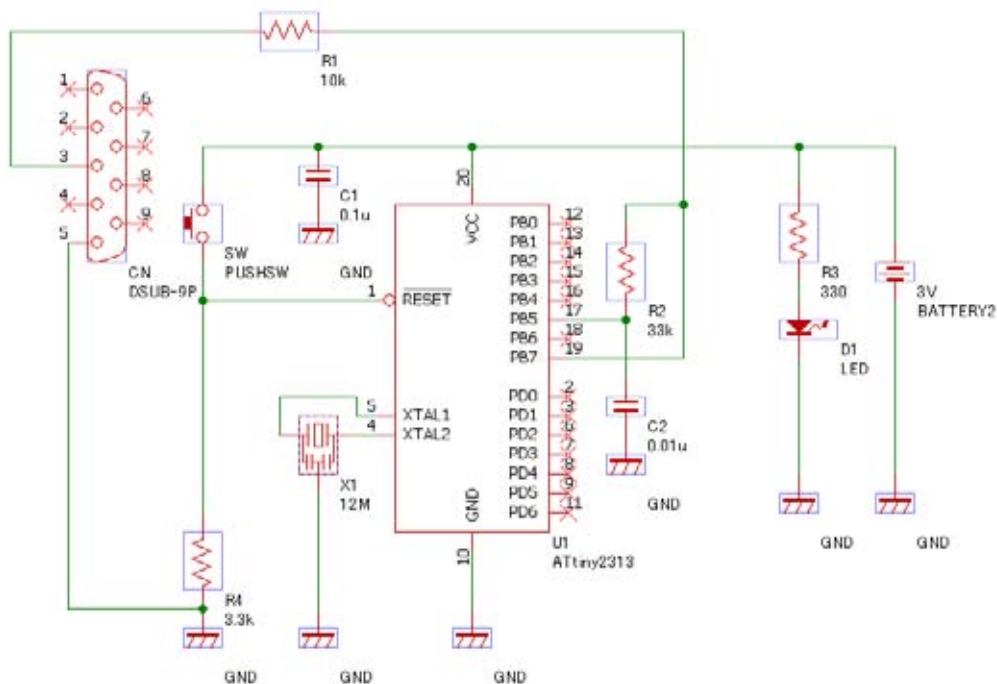 R1
10k
1
2
3
4
5
6
7
8
9
CN
DSUB-9P
SW
PUSHSW
C1
0.1u
GND
1
RESET
20
VCC
PB0
PB1
PB2
PB3
PB4
PB5
PB6
PB7
12
13
14
15
16
17
18
19
R2
33k
R3
330
3V
BATTERY2
D1
LED
5
4
XTAL1
XTAL2
X1
12M
PD0
PD1
PD2
PD3
PD4
PD5
PD6
2
3
6
7
8
9
11
C2
0.01u
GND
GND
10
U1
ATtiny2313
GND
GND
R4
3.3k
GND
GND
GND